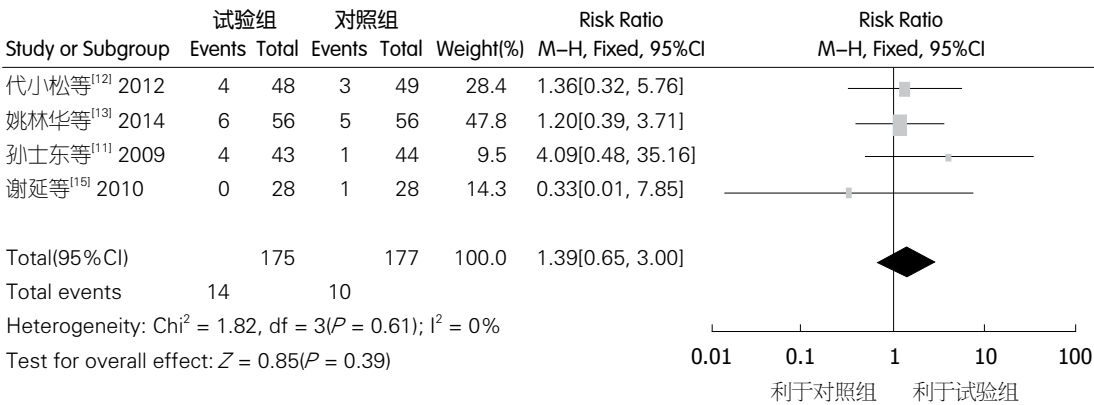 试验组 对照组 Risk Ratio Risk Ratio
Study or Subgroup Events Total Events Total Weight(%) M–H, Fixed, 95%CI M–H, Fixed, 95%CI
代小松等[12] 2012 4 48 3 49 28.4 1.36[0.32, 5.76]
姚林华等[13] 2014 6 56 5 56 47.8 1.20[0.39, 3.71]
孙士东等[11] 2009 4 43 1 44 9.5 4.09[0.48, 35.16]
谢延等[15] 2010 0 28 1 28 14.3 0.33[0.01, 7.85]
Total(95%CI) 175 177 100.0 1.39[0.65, 3.00]
Total events 14 10
Heterogeneity: Chi² = 1.82, df = 3(P = 0.61); I² = 0%
Test for overall effect: Z = 0.85(P = 0.39)
0.01 0.1 1 10 100
利于对照组 利于试验组